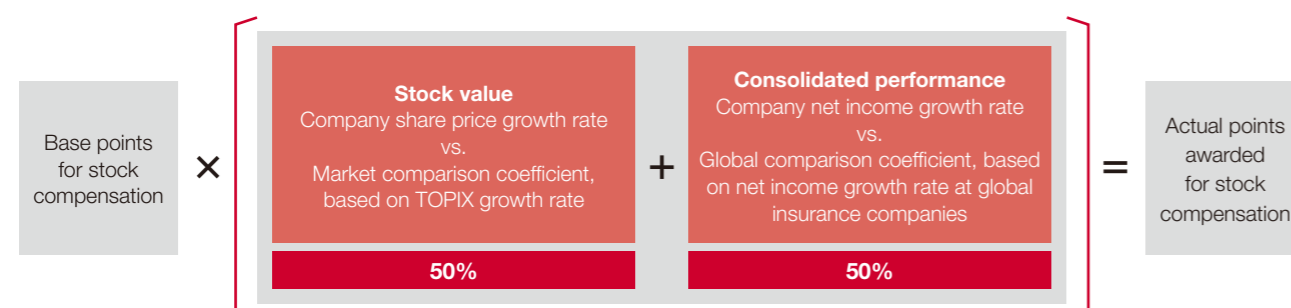 Base points
for stock
compensation
×
Stock value
Company share price growth rate
vs.
Market comparison coefficient,
based on TOPIX growth rate
50%
+
Consolidated performance
Company net income growth rate
vs.
Global comparison coefficient, based
on net income growth rate at global
insurance companies
50%
=
Actual points
awarded
for stock
compensation